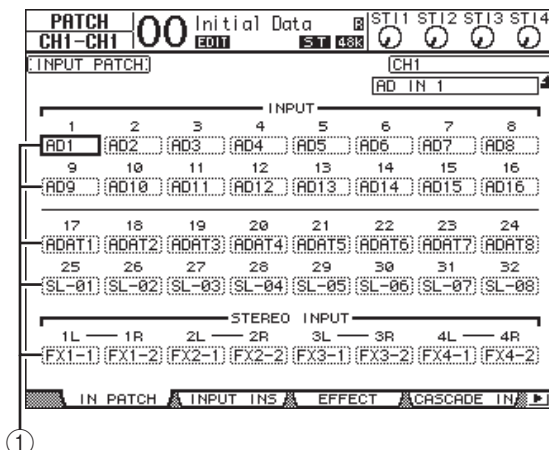 PATCH 00 Initial Data R ST11 ST12 ST13 ST14
CH1-CH1 EDIT ST 48K
INPUT PATCH CH1
AD IN 1
INPUT
1 2 3 4 5 6 7 8
AD1 AD2 AD3 AD4 AD5 AD6 AD7 AD8
9 10 11 12 13 14 15 16
AD9 AD10 AD11 AD12 AD13 AD14 AD15 AD16
17 18 19 20 21 22 23 24
ADAT1 ADAT2 ADAT3 ADAT4 ADAT5 ADAT6 ADAT7 ADAT8
25 26 27 28 29 30 31 32
SL-01 SL-02 SL-03 SL-04 SL-05 SL-06 SL-07 SL-08
STEREO INPUT
1L 1R 2L 2R 3L 3R 4L 4R
FX1-1 FX1-2 FX2-1 FX2-2 FX3-1 FX3-2 FX4-1 FX4-2
IN PATCH INPUT INS EFFECT CASCADE IN
1